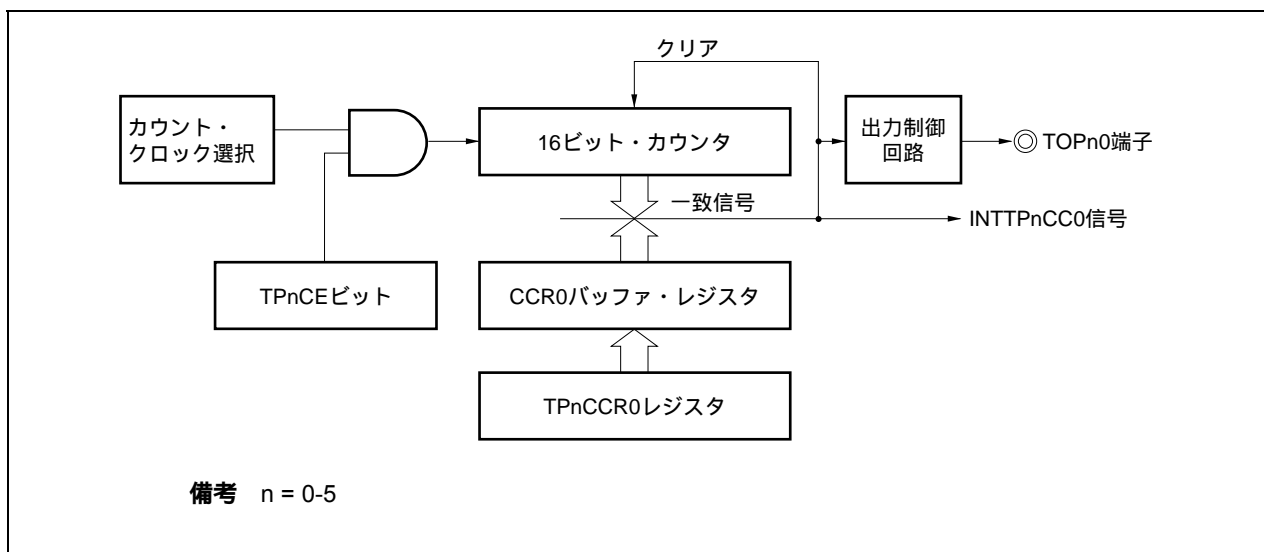 クリア
カウント・
クロック選択
16ビット・カウンタ
出力制御
回路
TOPn0端子
一致信号
INTTPnCC0信号
TPnCEビット
CCR0バッファ・レジスタ
TPnCCR0レジスタ
備考 n = 0-5